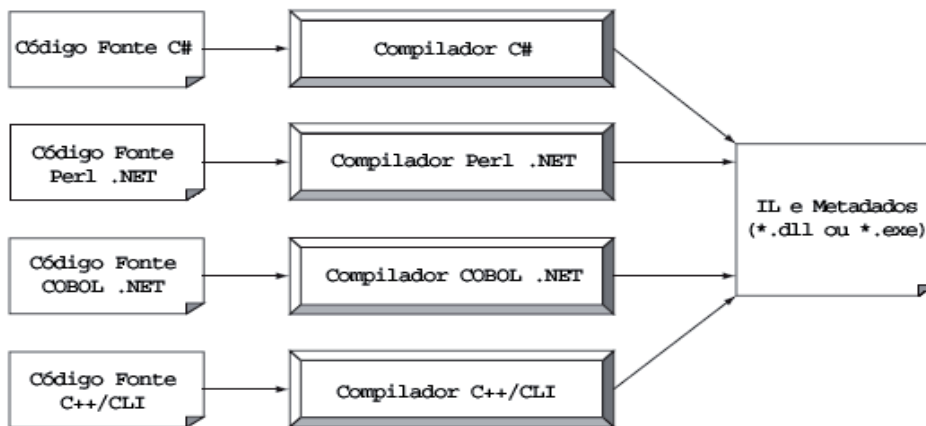 Código Fonte C#
Compilador C#
Código Fonte
Perl .NET
Compilador Perl .NET
IL e Metadados
(*.dll ou *.exe)
Código Fonte
COBOL .NET
Compilador COBOL .NET
Código Fonte
C++/CLI
Compilador C++/CLI